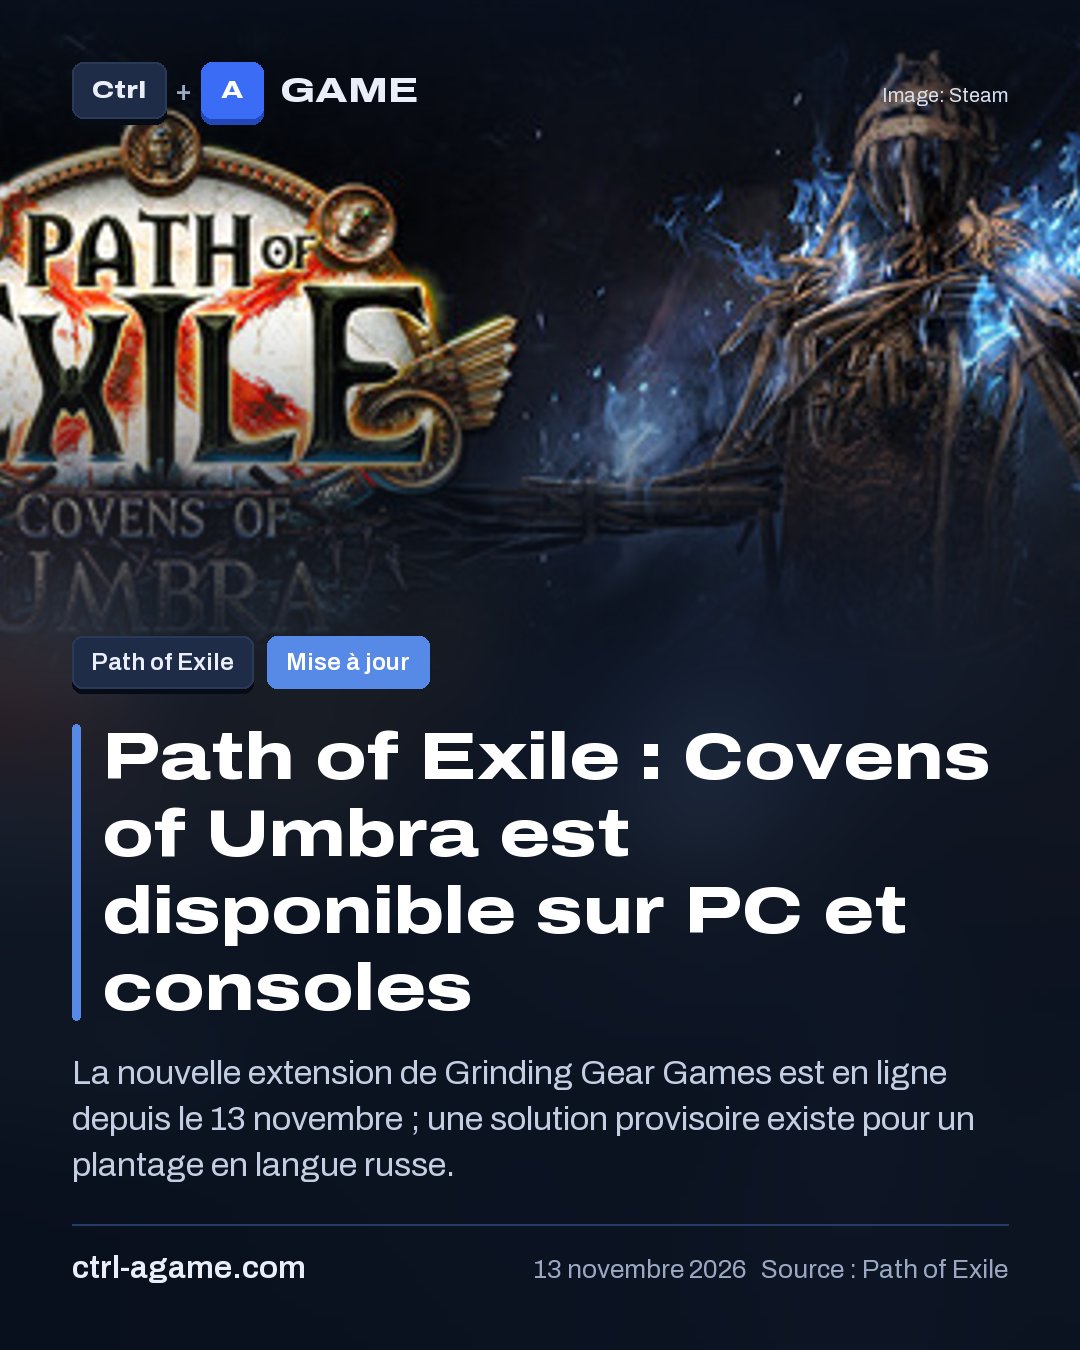 Ctrl + A GAME
Image: Steam
PATH OF
EXILE
COVENS OF
UMBRA
Path of Exile
Mise à jour
Path of Exile : Covens
of Umbra est
disponible sur PC et
consoles
La nouvelle extension de Grinding Gear Games est en ligne
depuis le 13 novembre ; une solution provisoire existe pour un
plantage en langue russe.
ctrl-agame.com
13 novembre 2026 Source : Path of Exile